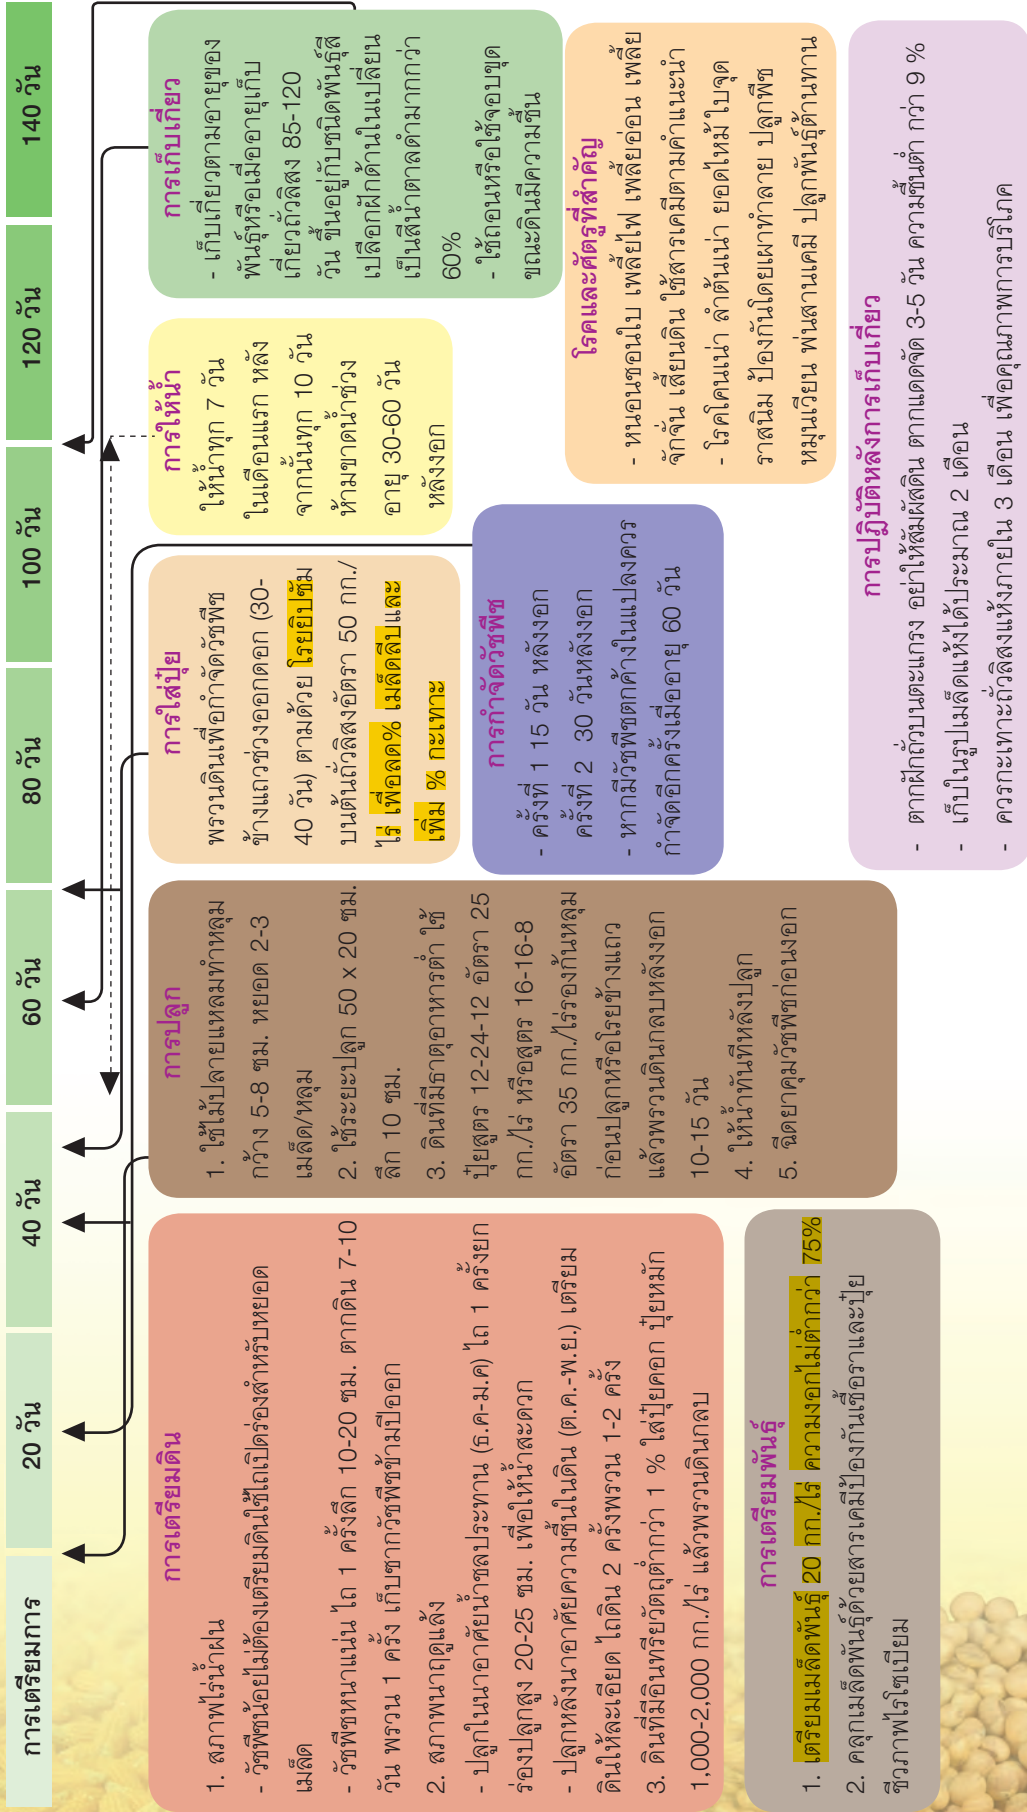 การเตรียมการ
20 วัน
40 วัน
60 วัน
80 วัน
100 วัน
120 วัน
140 วัน
การเตรียมดิน
1. สภาพไร่น้ำฝน
- วัชพืชน้อยไม่ต้องเตรียมดินใช้ไถเปิดร่องสำหรับหยอด
เมล็ด
- วัชพืชหนาแน่น ไถ 1 ครั้งลึก 10-20 ซม. ตากดิน 7-10
วัน พรวน 1 ครั้ง เก็บซากวัชพืชข้ามปีออก
2. สภาพนาฤดูแล้ง
- ปลูกในนาอาศัยน้ำชลประทาน (ธ.ค-ม.ค) ไถ 1 ครั้งยก
ร่องปลูกสูง 20-25 ซม. เพื่อให้น้ำสะดวก
- ปลูกหลังนาอาศัยความชื้นในดิน (ต.ค.-พ.ย.) เตรียม
ดินให้ละเอียด ไถดิน 2 ครั้งพรวน 1-2 ครั้ง
3. ดินที่มีอินทรียวัตถุต่ำกว่า 1 % ใส่ปุ๋ยคอก ปุ๋ยหมัก
1,000-2,000 กก./ไร่ แล้วพรวนดินกลบ
การเตรียมพันธุ์
1. เตรียมเมล็ดพันธุ์ 20 กก./ไร่ ความงอกไม่ต่ำกว่า 75%
2. คลุกเมล็ดพันธุ์ด้วยสารเคมีป้องกันเชื้อราและปุ๋ย
ชีวภาพไรโซเบียม
การปลูก
1. ใช้ไม้ปลายแหลมทำหลุม
กว้าง 5-8 ซม. หยอด 2-3
เมล็ด/หลุม
2. ใช้ระยะปลูก 50 x 20 ซม.
ลึก 10 ซม.
3. ดินที่มีธาตุอาหารต่ำ ใช้
ปุ๋ยสูตร 12-24-12 อัตรา 25
กก./ไร่ หรือสูตร 16-16-8
อัตรา 35 กก./ไร่รองก้นหลุม
ก่อนปลูกหรือโรยข้างแถว
แล้วพรวนดินกลบหลังงอก
10-15 วัน
4. ให้น้ำทันทีหลังปลูก
5. ฉีดยาคุมวัชพืชก่อนงอก
การใส่ปุ๋ย
พรวนดินเพื่อกำจัดวัชพืช
ข้างแถวช่วงออกดอก (30-
40 วัน) ตามด้วย โรยยิปซัม
บนต้นถั่วลิสงอัตรา 50 กก./
ไร่ เพื่อลด% เมล็ดลีบและ
เพิ่ม % กะเทาะ
การกำจัดวัชพืช
- ครั้งที่ 1 15 วัน หลังงอก
ครั้งที่ 2 30 วันหลังงอก
- หากมีวัชพืชตกค้างในแปลงควร
กำจัดอีกครั้งเมื่ออายุ 60 วัน
การให้น้ำ
ให้น้ำทุก 7 วัน
ในเดือนแรก หลัง
จากนั้นทุก 10 วัน
ห้ามขาดน้ำช่วง
อายุ 30-60 วัน
หลังงอก
การเก็บเกี่ยว
- เก็บเกี่ยวตามอายุของ
พันธุ์หรือเมื่ออายุเก็บ
เกี่ยวถั่วลิสง 85-120
วัน ขึ้นอยู่กับชนิดพันธุ์สี
เปลือกฝักด้านในเปลี่ยน
เป็นสีน้ำตาลดำมากกว่า
60%
- ใช้ถอนหรือใช้จอบขุด
ขณะดินมีความชื้น
โรคและศัตรูที่สำคัญ
- หนอนชอนใบ เพลี้ยไฟ เพลี้ยอ่อน เพลี้ย
จักจั่น เสี้ยนดิน ใช้สารเคมีตามคำแนะนำ
- โรคโคนเน่า ลำต้นเน่า ยอดไหม้ ใบจุด
ราสนิม ป้องกันโดยเผาทำลาย ปลูกพืช
หมุนเวียน พ่นสานเคมี ปลูกพันธุ์ต้านทาน
การปฏิบัติหลังการเก็บเกี่ยว
- ตากฝักถั่วบนตะแกรง อย่าให้สัมผัสดิน ตากแดดจัด 3-5 วัน ความชื้นต่ำ กว่า 9 %
- เก็บในรูปเมล็ดแห้งได้ประมาณ 2 เดือน
- ควรกะเทาะถั่วลิสงแห้งภายใน 3 เดือน เพื่อคุณภาพการบริโภค